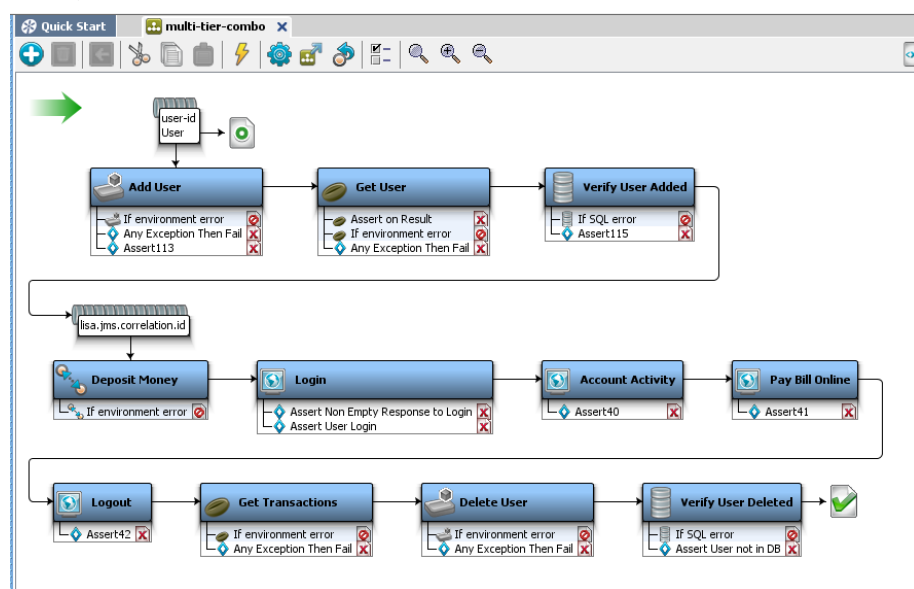 Quick Start
multi-tier-combo
user-id
User
Add User
If environment error
Any Exception Then Fail
Assert113
Get User
Assert on Result
If environment error
Any Exception Then Fail
Verify User Added
If SQL error
Assert115
lisa.jms.correlation.id
Deposit Money
If environment error
Login
Assert Non Empty Response to Login
Assert User Login
Account Activity
Assert40
Pay Bill Online
Assert41
Logout
Assert42
Get Transactions
If environment error
Any Exception Then Fail
Delete User
If environment error
Any Exception Then Fail
Verify User Deleted
If SQL error
Assert User not in DB